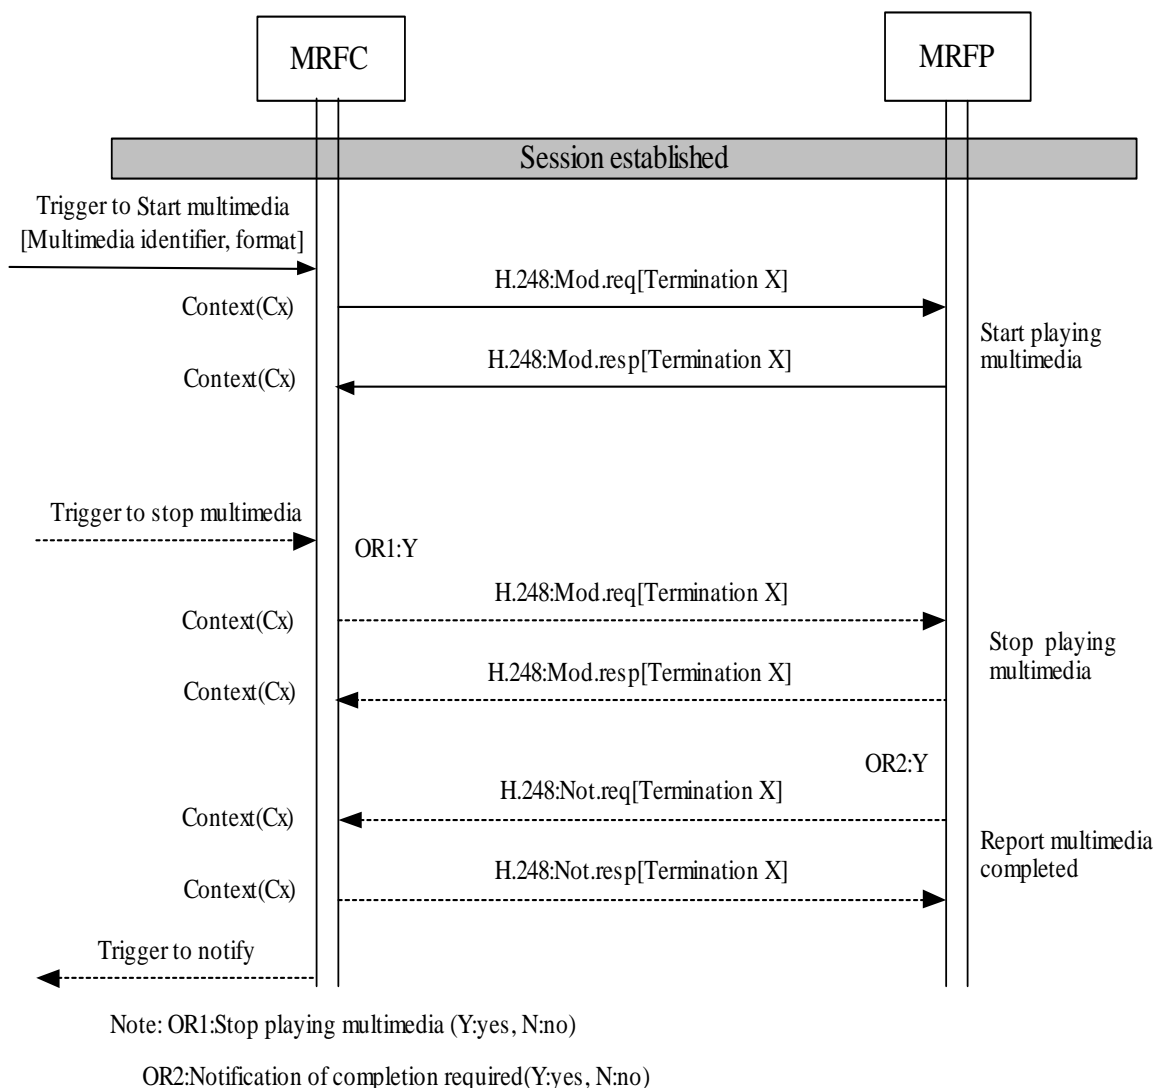 MRFC
MRFP
Session established
Trigger to Start multimedia
[Multimedia identifier, format]
H.248:Mod.req[Termination X]
Context(Cx)
Start playing
multimedia
H.248:Mod.resp[Termination X]
Context(Cx)
Trigger to stop multimedia
OR1:Y
H.248:Mod.req[Termination X]
Context(Cx)
Stop playing
multimedia
H.248:Mod.resp[Termination X]
Context(Cx)
OR2:Y
H.248:Not.req[Termination X]
Context(Cx)
Report multimedia
completed
H.248:Not.resp[Termination X]
Context(Cx)
Trigger to notify
Note: OR1:Stop playing multimedia (Y:yes, N:no)
OR2:Notification of completion required(Y:yes, N:no)